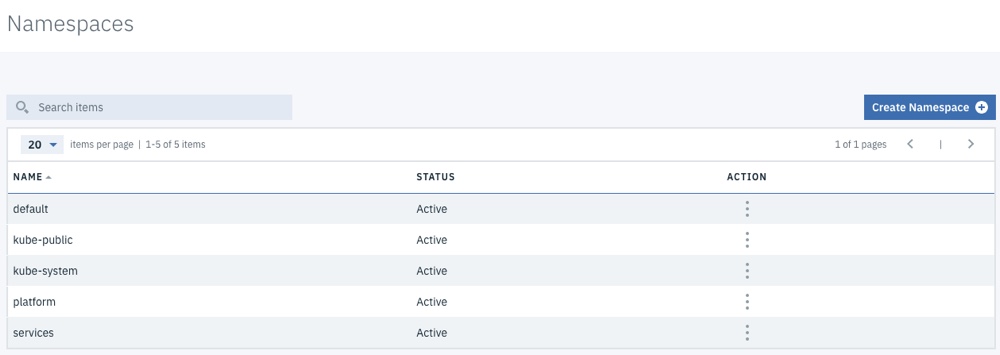 Namespaces
Search items
Create Namespace
20 items per page | 1-5 of 5 items 1 of 1 pages |
NAME STATUS ACTION
default Active
kube-public Active
kube-system Active
platform Active
services Active